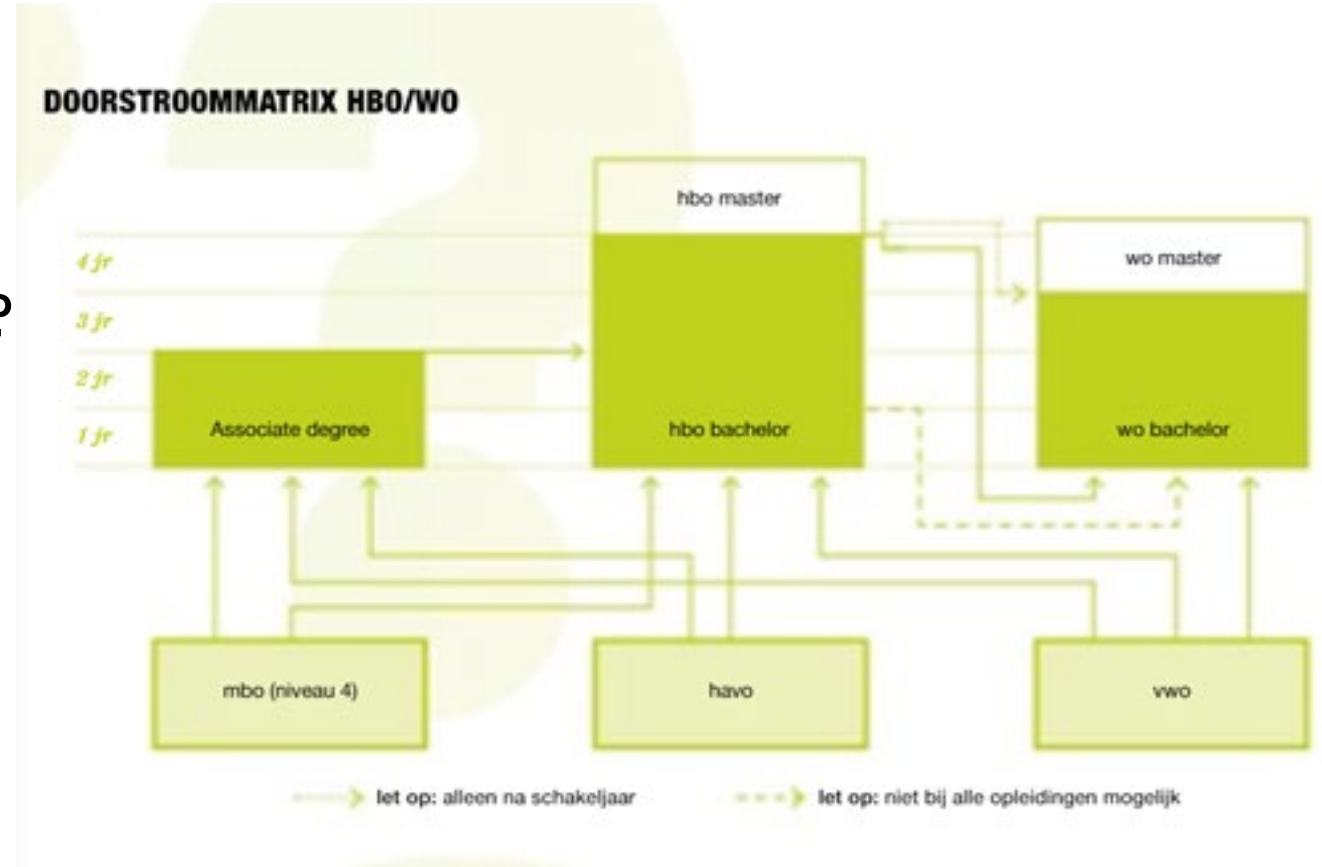 DOORSTROOMMATRIX HBO/WO
hbo master
wo master
4 jr
3 jr
2 jr
1 jr
Associate degree
hbo bachelor
wo bachelor
mbo (niveau 4)
havo
vwo
let op: alleen na schakeljaar
let op: niet bij alle opleidingen mogelijk